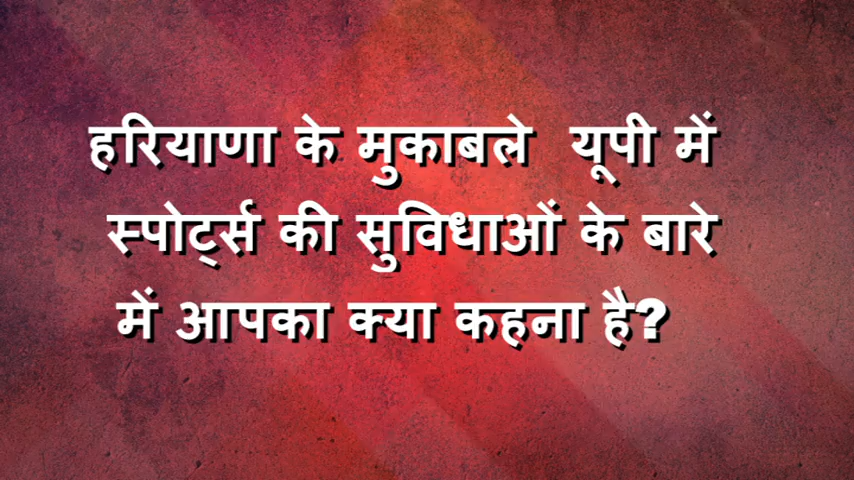 हरियाणा के मुकाबले यूपी में
स्पोर्ट्स की सुविधाओं के बारे
में आपका क्या कहना है?